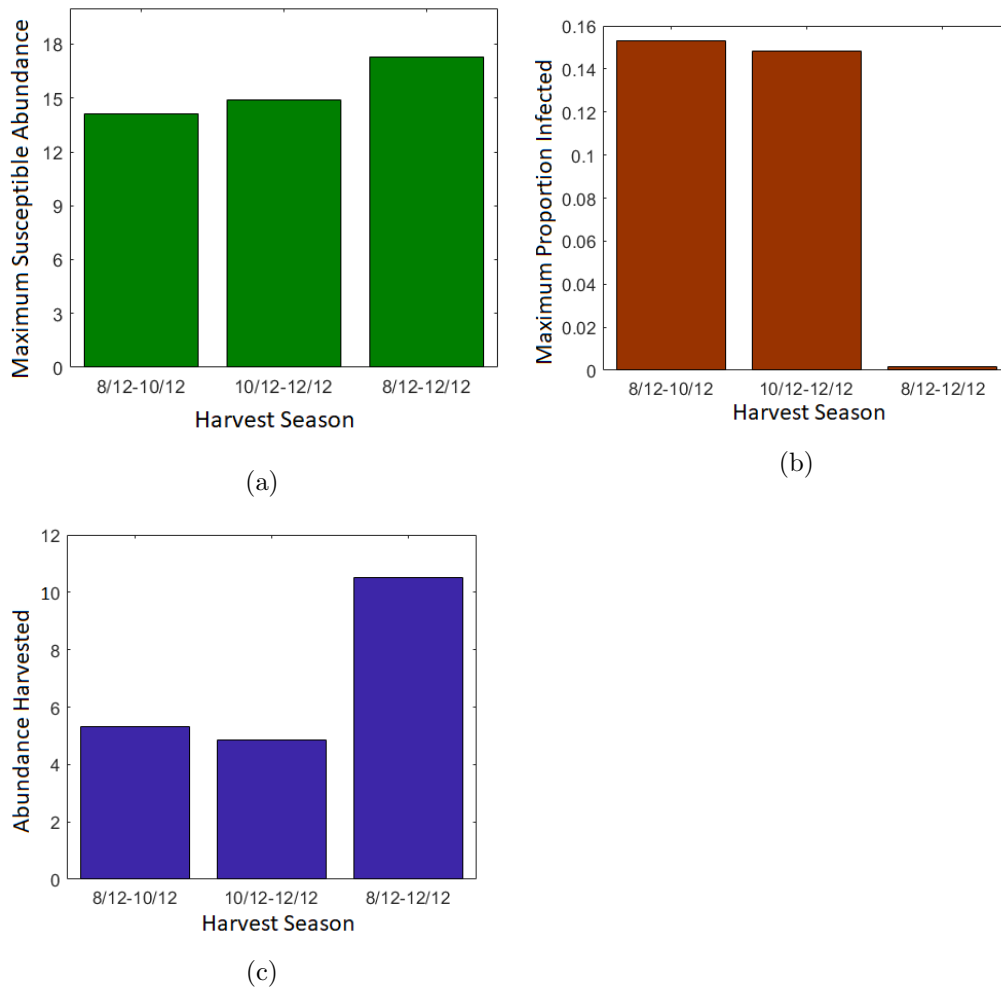 Maximum Susceptible Abundance
18
15
12
9
6
3
0
8/12-10/12 10/12-12/12 8/12-12/12
Harvest Season
(a)
Maximum Proportion Infected
0.16
0.14
0.12
0.1
0.08
0.06
0.04
0.02
0
8/12-10/12 10/12-12/12 8/12-12/12
Harvest Season
(b)
Abundance Harvested
12
10
8
6
4
2
0
8/12-10/12 10/12-12/12 8/12-12/12
Harvest Season
(c)